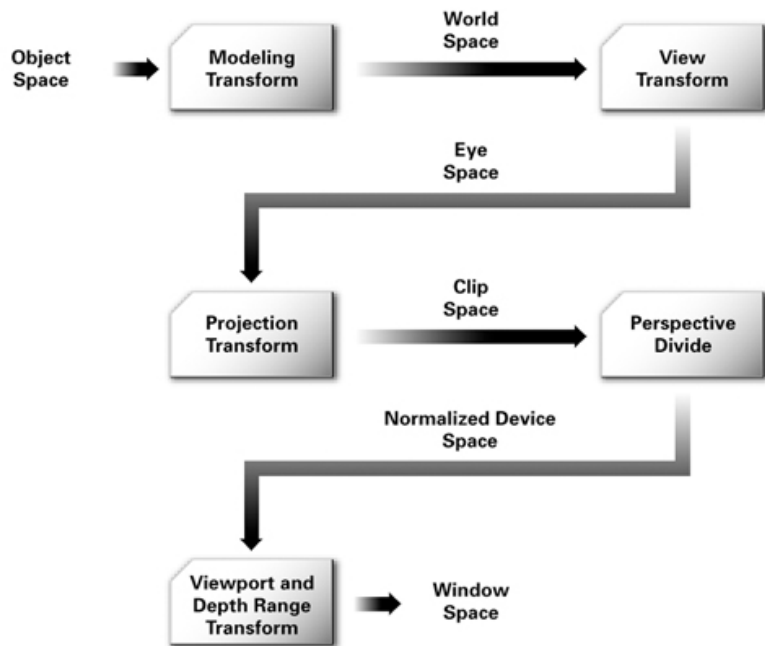 Object
Space
Modeling
Transform
World
Space
View
Transform
Eye
Space
Projection
Transform
Clip
Space
Perspective
Divide
Normalized Device
Space
Viewport and
Depth Range
Transform
Window
Space